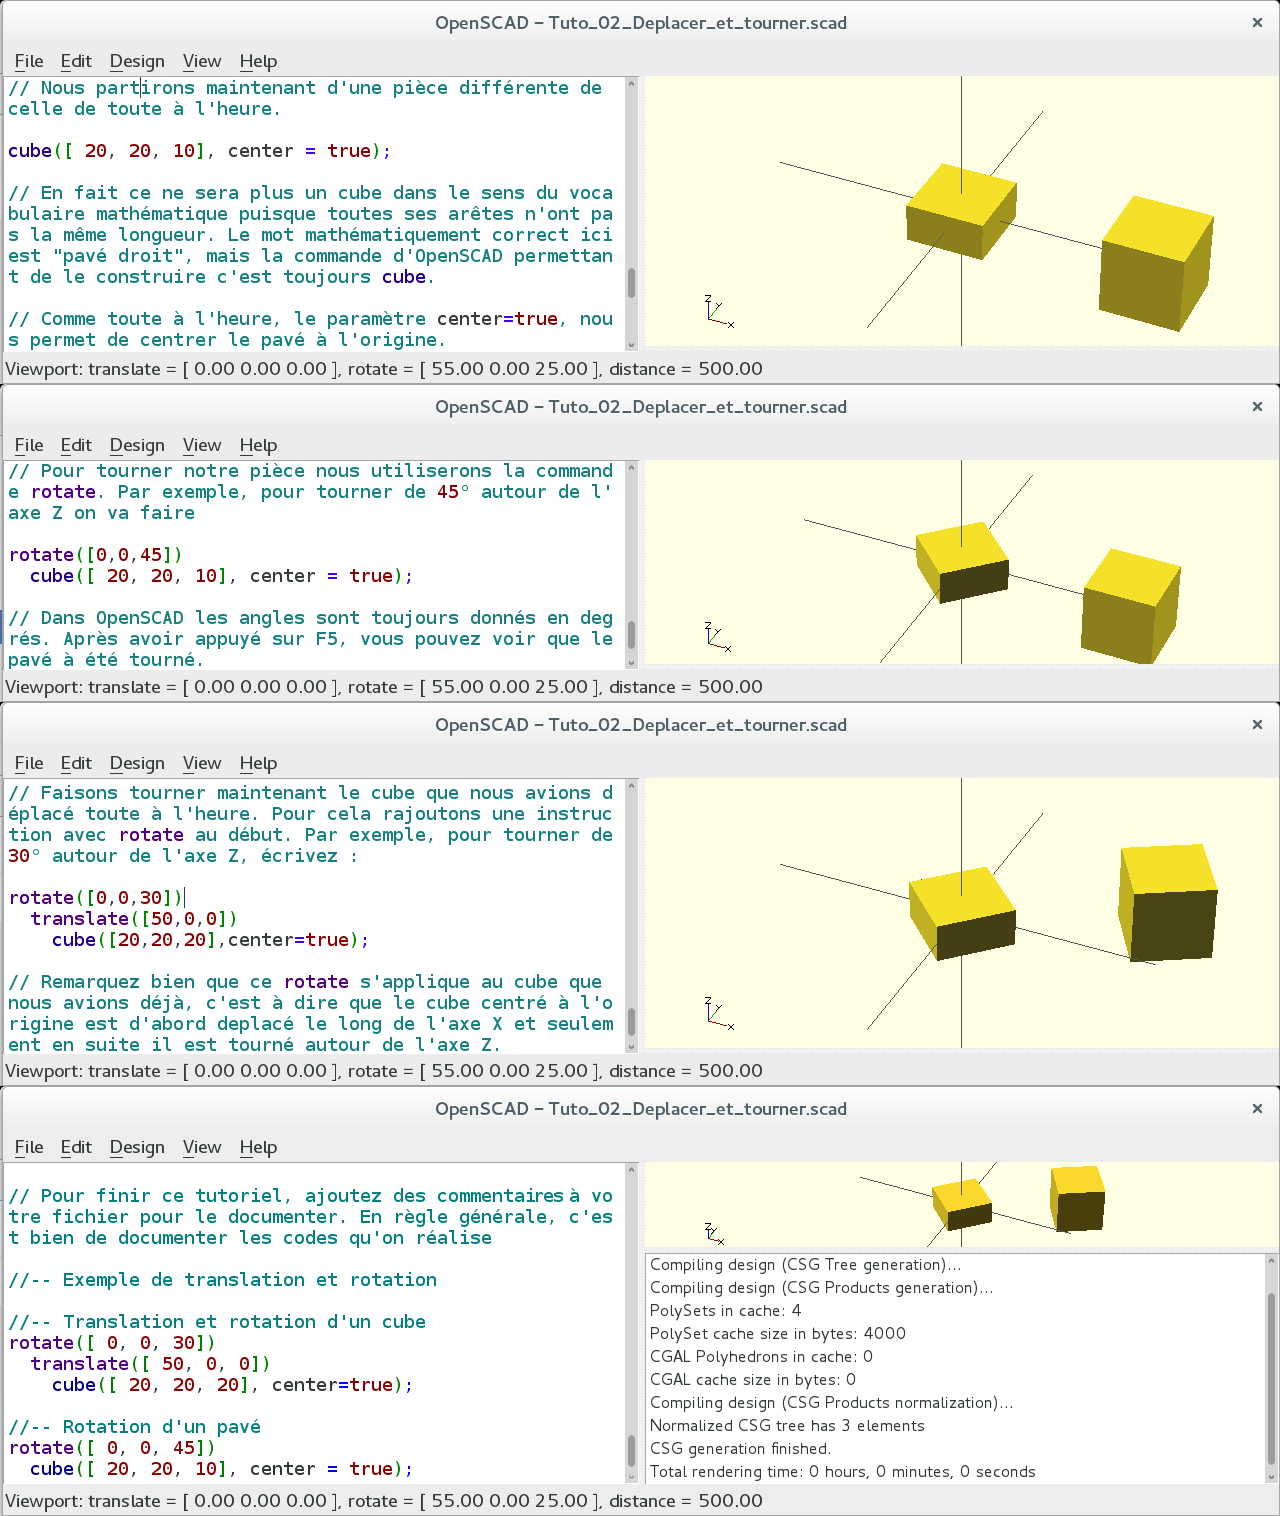 OpenSCAD – Tuto_02_Deplacer_et_tourner.scad ×
File Edit Design View Help
// Nous partirons maintenant d'une pièce différente de
celle de toute à l'heure.
cube([ 20, 20, 10], center = true);
// En fait ce ne sera plus un cube dans le sens du voca
bulaire mathématique puisque toutes ses arêtes n'ont pa
s la même longueur. Le mot mathématiquement correct ici
est "pavé droit", mais la commande d'OpenSCAD permettan
t de le construire c'est toujours cube.
// Comme toute à l'heure, le paramètre center=true, nou
s permet de centrer le pavé à l'origine.
Z
Y
X
Viewport: translate = [ 0.00 0.00 0.00 ], rotate = [ 55.00 0.00 25.00 ], distance = 500.00
OpenSCAD – Tuto_02_Deplacer_et_tourner.scad ×
File Edit Design View Help
// Pour tourner notre pièce nous utiliserons la command
e rotate. Par exemple, pour tourner de 45° autour de l'
axe Z on va faire
rotate([0,0,45])
cube([ 20, 20, 10], center = true);
// Dans OpenSCAD les angles sont toujours donnés en deg
rés. Après avoir appuyé sur F5, vous pouvez voir que le
pavé à été tourné.
Z
Y
X
Viewport: translate = [ 0.00 0.00 0.00 ], rotate = [ 55.00 0.00 25.00 ], distance = 500.00
OpenSCAD – Tuto_02_Deplacer_et_tourner.scad ×
File Edit Design View Help
// Faisons tourner maintenant le cube que nous avions d
éplacé toute à l'heure. Pour cela rajoutons une instruc
tion avec rotate au début. Par exemple, pour tourner de
30° autour de l'axe Z, écrivez :
rotate([0,0,30])
translate([50,0,0])
cube([20,20,20],center=true);
// Remarquez bien que ce rotate s'applique au cube que
nous avions déjà, c'est à dire que le cube centré à l'o
rigine est d'abord deplacé le long de l'axe X et seulem
ent en suite il est tourné autour de l'axe Z.
Z
Y
X
Viewport: translate = [ 0.00 0.00 0.00 ], rotate = [ 55.00 0.00 25.00 ], distance = 500.00
OpenSCAD – Tuto_02_Deplacer_et_tourner.scad ×
File Edit Design View Help
// Pour finir ce tutoriel, ajoutez des commentaires à vo
tre fichier pour le documenter. En règle générale, c'es
t bien de documenter les codes qu'on réalise
//-- Exemple de translation et rotation
//-- Translation et rotation d'un cube
rotate([ 0, 0, 30])
translate([ 50, 0, 0])
cube([ 20, 20, 20], center=true);
//-- Rotation d'un pavé
rotate([ 0, 0, 45])
cube([ 20, 20, 10], center = true);
Z
Y
X
Compiling design (CSG Tree generation)...
Compiling design (CSG Products generation)...
PolySets in cache: 4
PolySet cache size in bytes: 4000
CGAL Polyhedrons in cache: 0
CGAL cache size in bytes: 0
Compiling design (CSG Products normalization)...
Normalized CSG tree has 3 elements
CSG generation finished.
Total rendering time: 0 hours, 0 minutes, 0 seconds
Viewport: translate = [ 0.00 0.00 0.00 ], rotate = [ 55.00 0.00 25.00 ], distance = 500.00